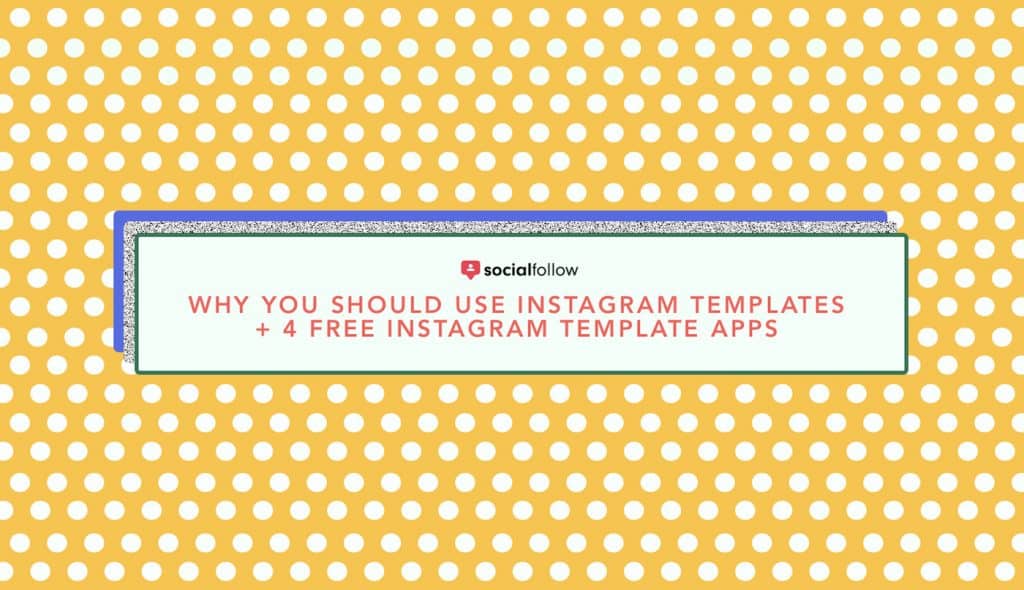 socialfollow
WHY YOU SHOULD USE INSTAGRAM TEMPLATES
+ 4 FREE INSTAGRAM TEMPLATE APPS